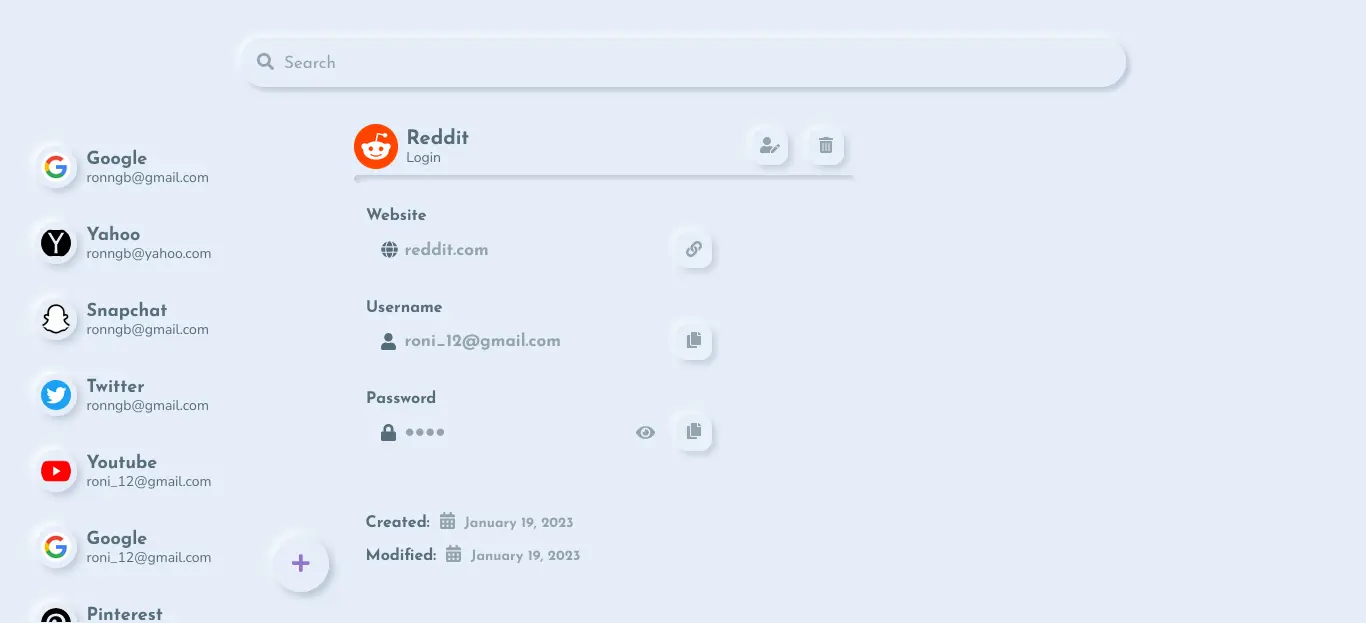 Search
Google
ronngb@gmail.com
Yahoo
ronngb@yahoo.com
Snapchat
ronngb@gmail.com
Twitter
ronngb@gmail.com
Youtube
roni_12@gmail.com
Google
roni_12@gmail.com
Pinterest
Reddit
Login
Website
reddit.com
Username
roni_12@gmail.com
Password
••••
Created: January 19, 2023
Modified: January 19, 2023